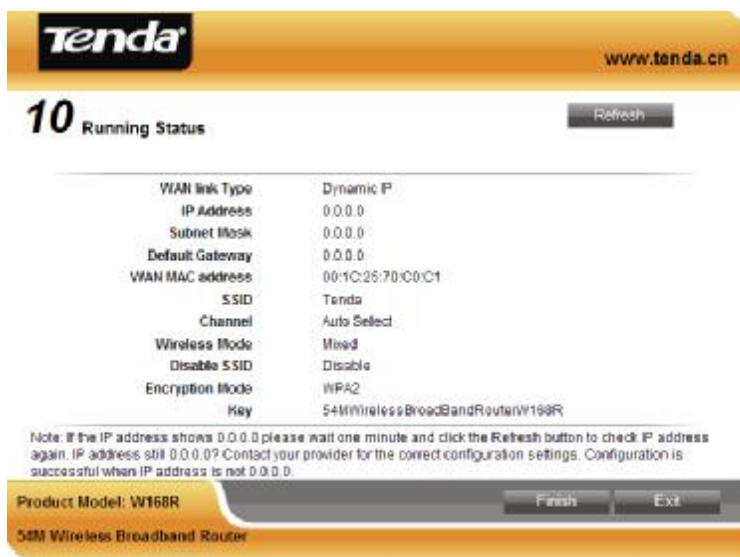 Tenda
www.tenda.cn
10 Running Status
Refresh
WAN link Type Dynamic IP
IP Address 0.0.0.0
Subnet Mask 0.0.0.0
Default Gateway 0.0.0.0
WAN MAC address 00:1C:25:70:C0:C1
SSID Tenda
Channel Auto Select
Wireless Mode Mixed
Disable SSID Disable
Encryption Mode WPA2
Key 54MWirelessBroadBandRouterW168R
Note: If the IP address shows 0.0.0.0 please wait one minute and click the Refresh button to check IP address
again. IP address still 0.0.0.0? Contact your provider for the correct configuration settings. Configuration is
successful when IP address is not 0.0.0.0.
Product Model: W168R
Finish Exit
54M Wireless Broadband Router